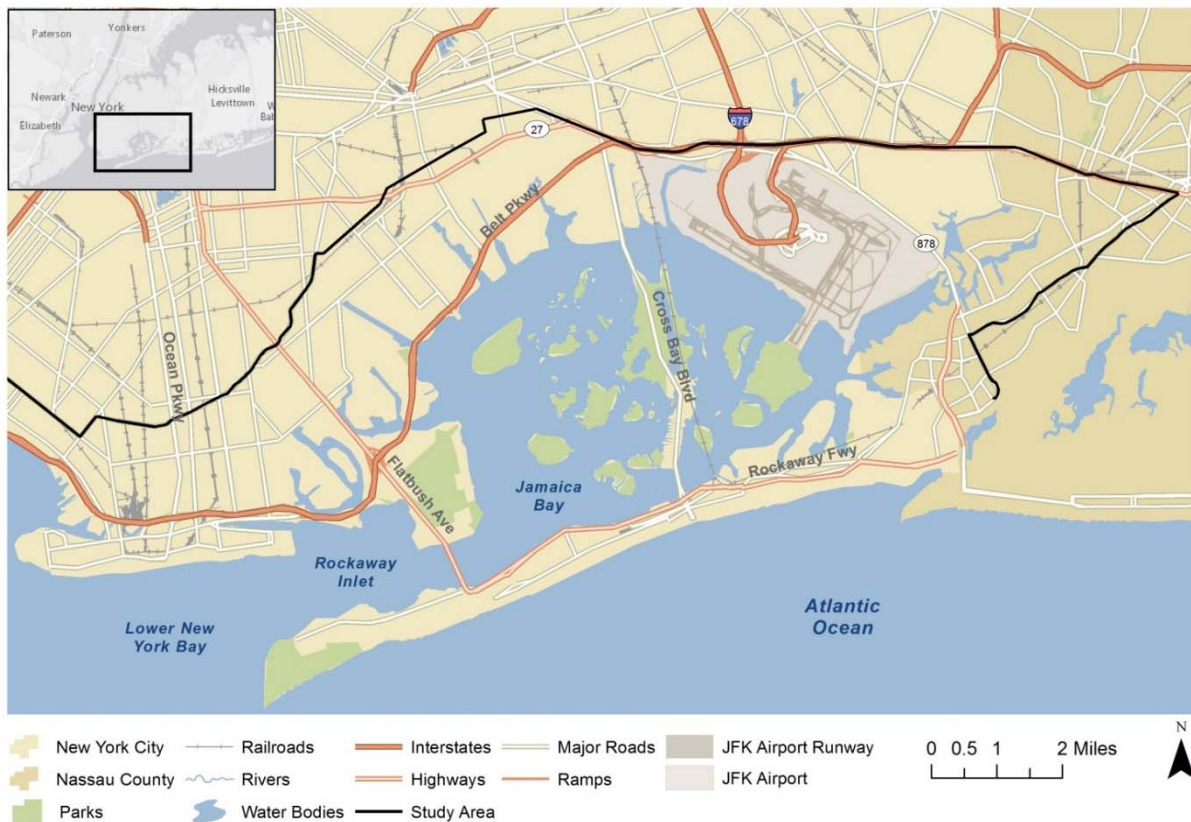 Paterson
Yonkers
Newark
New York
Elizabeth
Hicksville
Levittown
W
Bab
27
678
Belt Pkwy
878
Ocean Pkwy
Cross Bay Blvd
Flatbush Ave
Jamaica
Bay
Rockaway Fwy
Rockaway
Inlet
Lower New
York Bay
Atlantic
Ocean
New York City
Railroads
Interstates
Major Roads
JFK Airport Runway
0 0.5 1 2 Miles
N
Nassau County
Rivers
Highways
Ramps
JFK Airport
Parks
Water Bodies
Study Area